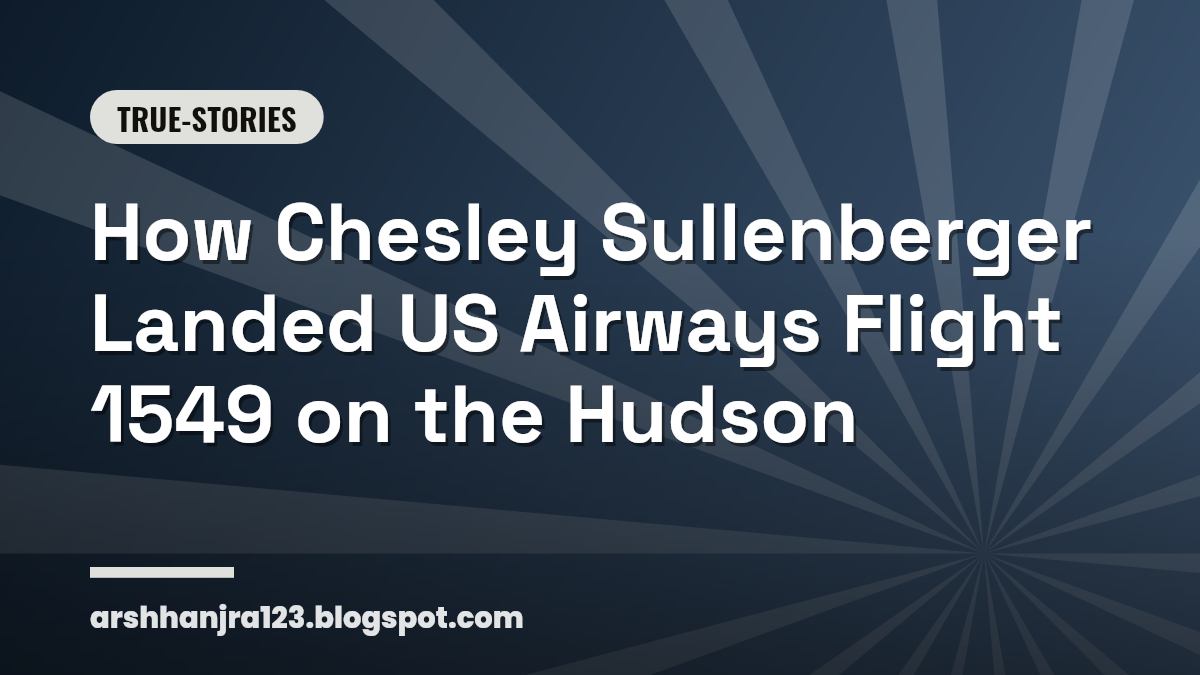 TRUE-STORIES
How Chesley Sullenberger
Landed US Airways Flight
1549 on the Hudson
arshhanjra123.blogspot.com